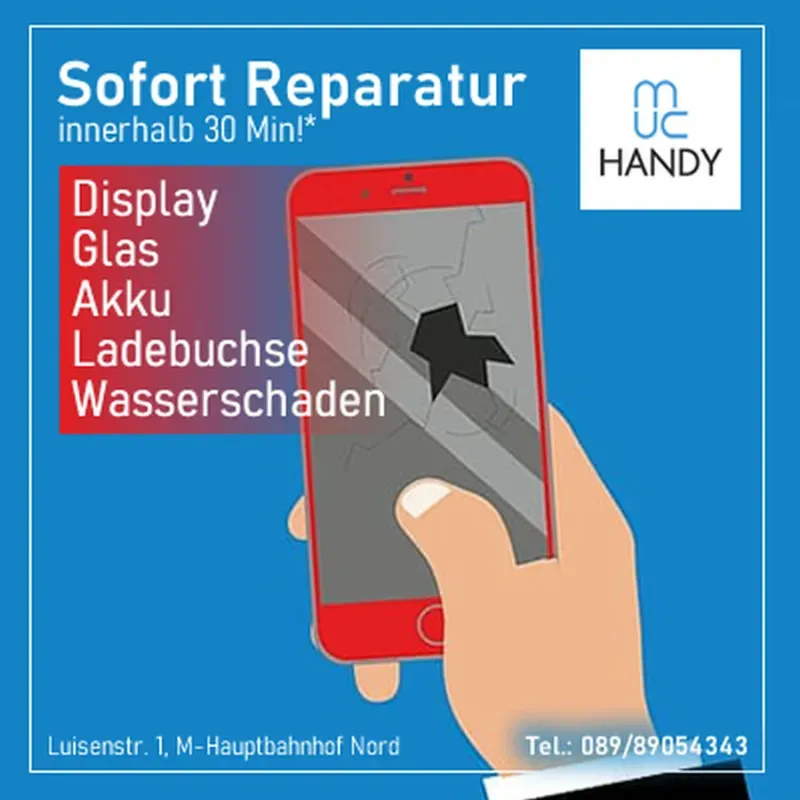 Sofort Reparatur
innerhalb 30 Min!*
muc
HANDY
Display
Glas
Akku
Ladebuchse
Wasserschaden
Luisenstr. 1, M-Hauptbahnhof Nord
Tel.: 089/89054343